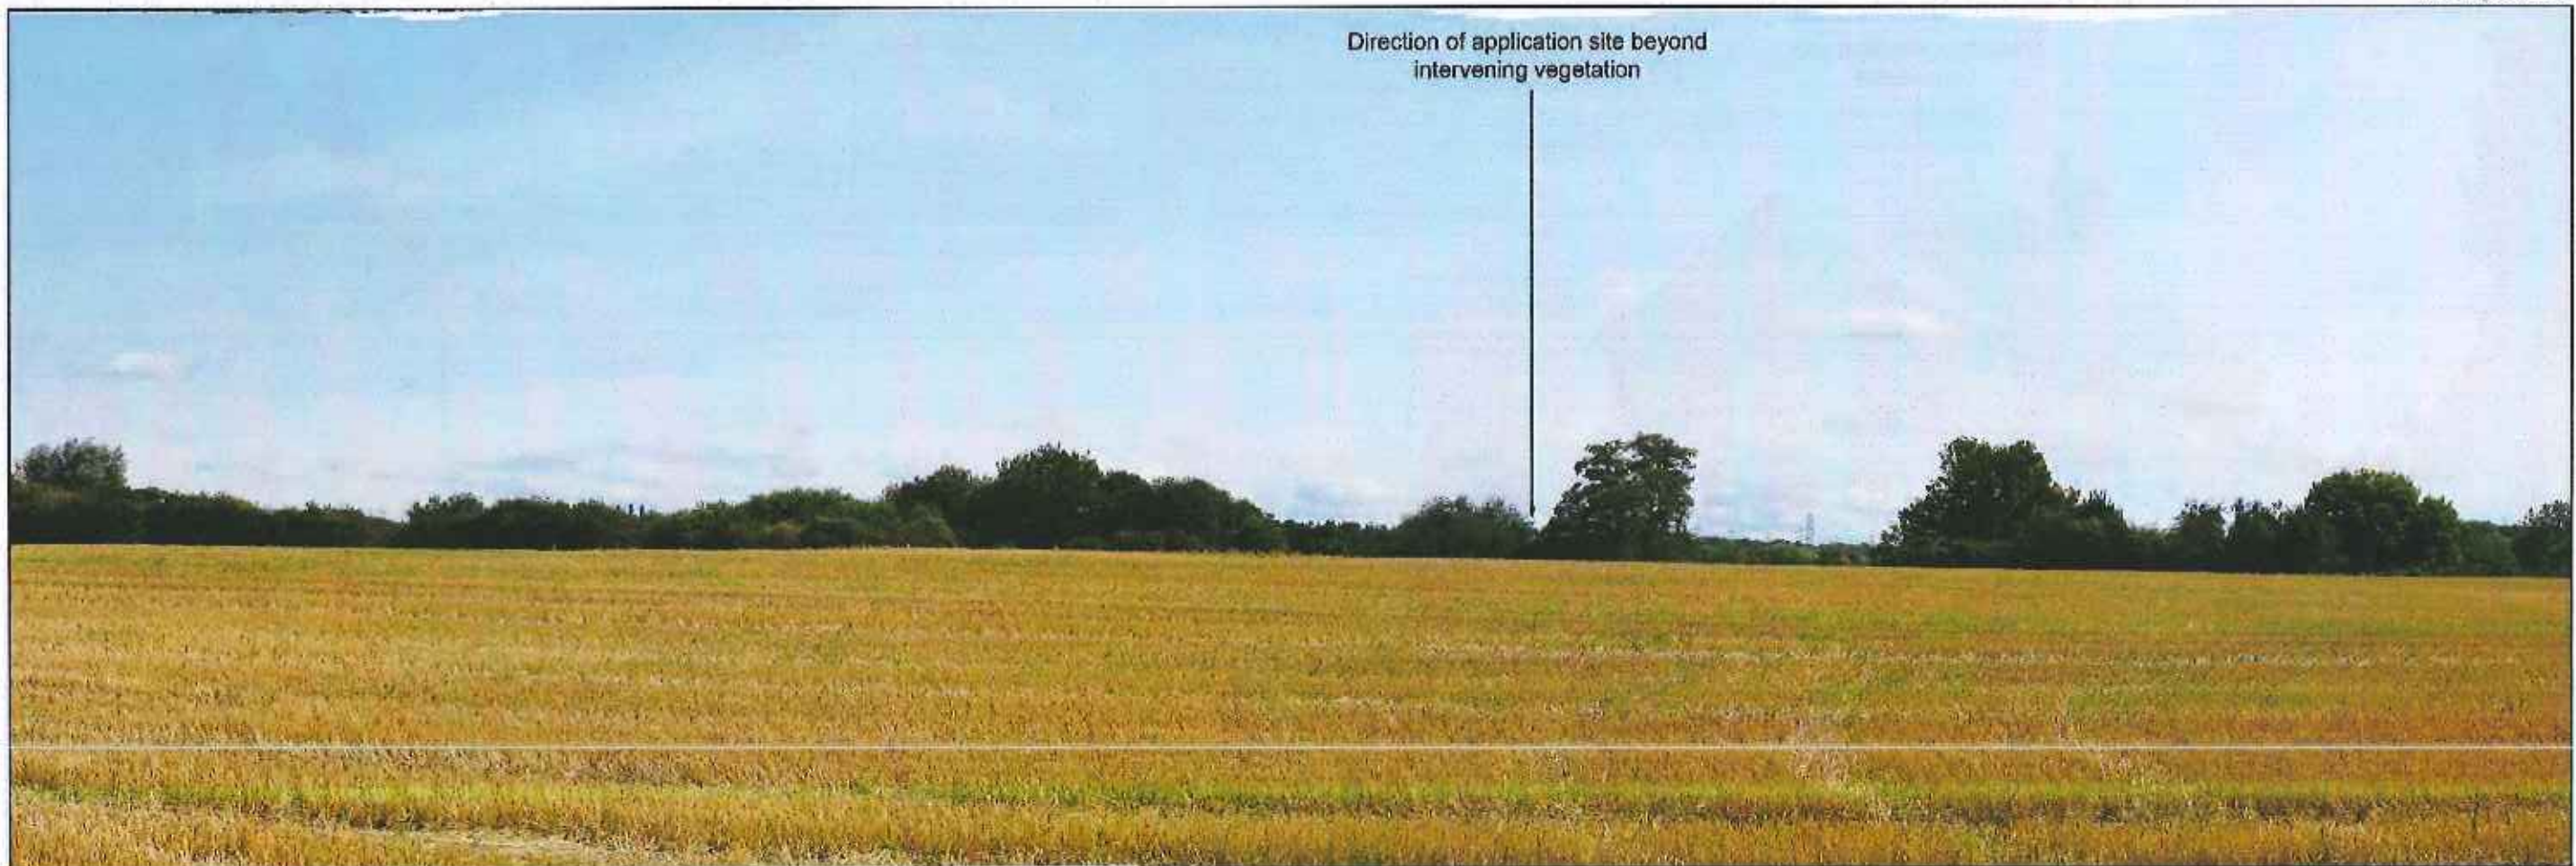 Direction of application site beyond
intervening vegetation